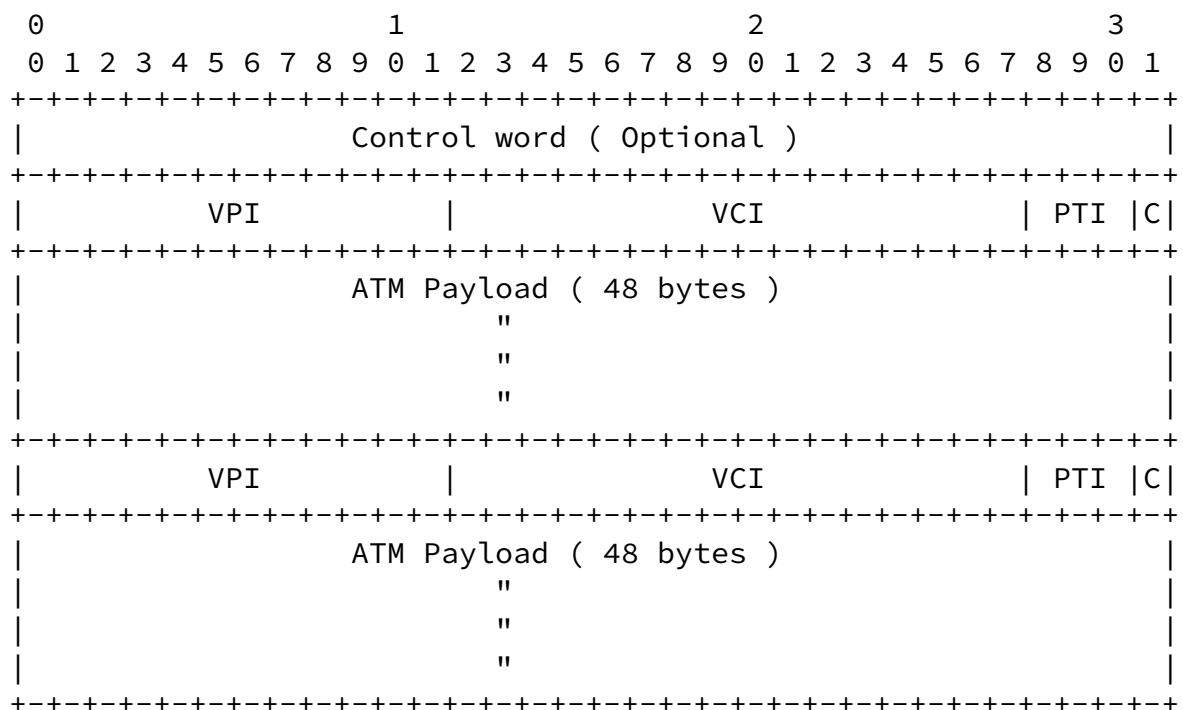 0                   1                   2                   3
 0 1 2 3 4 5 6 7 8 9 0 1 2 3 4 5 6 7 8 9 0 1 2 3 4 5 6 7 8 9 0 1
+-+-+-+-+-+-+-+-+-+-+-+-+-+-+-+-+-+-+-+-+-+-+-+-+-+-+-+-+-+-+-+-+
|                  Control word ( Optional )                    |
+-+-+-+-+-+-+-+-+-+-+-+-+-+-+-+-+-+-+-+-+-+-+-+-+-+-+-+-+-+-+-+-+
|          VPI          |              VCI              | PTI |C|
+-+-+-+-+-+-+-+-+-+-+-+-+-+-+-+-+-+-+-+-+-+-+-+-+-+-+-+-+-+-+-+-+
|                  ATM Payload ( 48 bytes )                     |
|                          "                                    |
|                          "                                    |
|                          "                                    |
+-+-+-+-+-+-+-+-+-+-+-+-+-+-+-+-+-+-+-+-+-+-+-+-+-+-+-+-+-+-+-+-+
|          VPI          |              VCI              | PTI |C|
+-+-+-+-+-+-+-+-+-+-+-+-+-+-+-+-+-+-+-+-+-+-+-+-+-+-+-+-+-+-+-+-+
|                  ATM Payload ( 48 bytes )                     |
|                          "                                    |
|                          "                                    |
|                          "                                    |
+-+-+-+-+-+-+-+-+-+-+-+-+-+-+-+-+-+-+-+-+-+-+-+-+-+-+-+-+-+-+-+-+